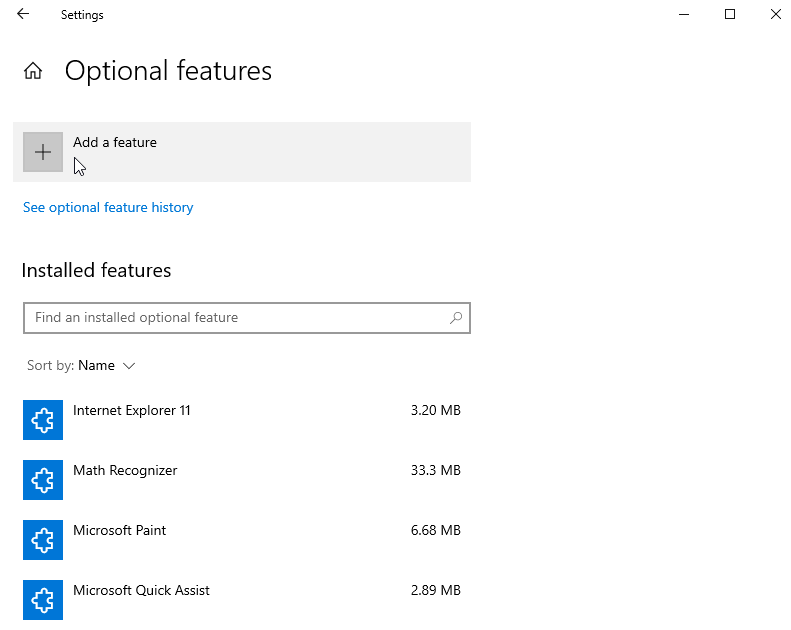 Settings
Optional features
Add a feature
See optional feature history
Installed features
Find an installed optional feature
Sort by: Name
Internet Explorer 11 3.20 MB
Math Recognizer 33.3 MB
Microsoft Paint 6.68 MB
Microsoft Quick Assist 2.89 MB